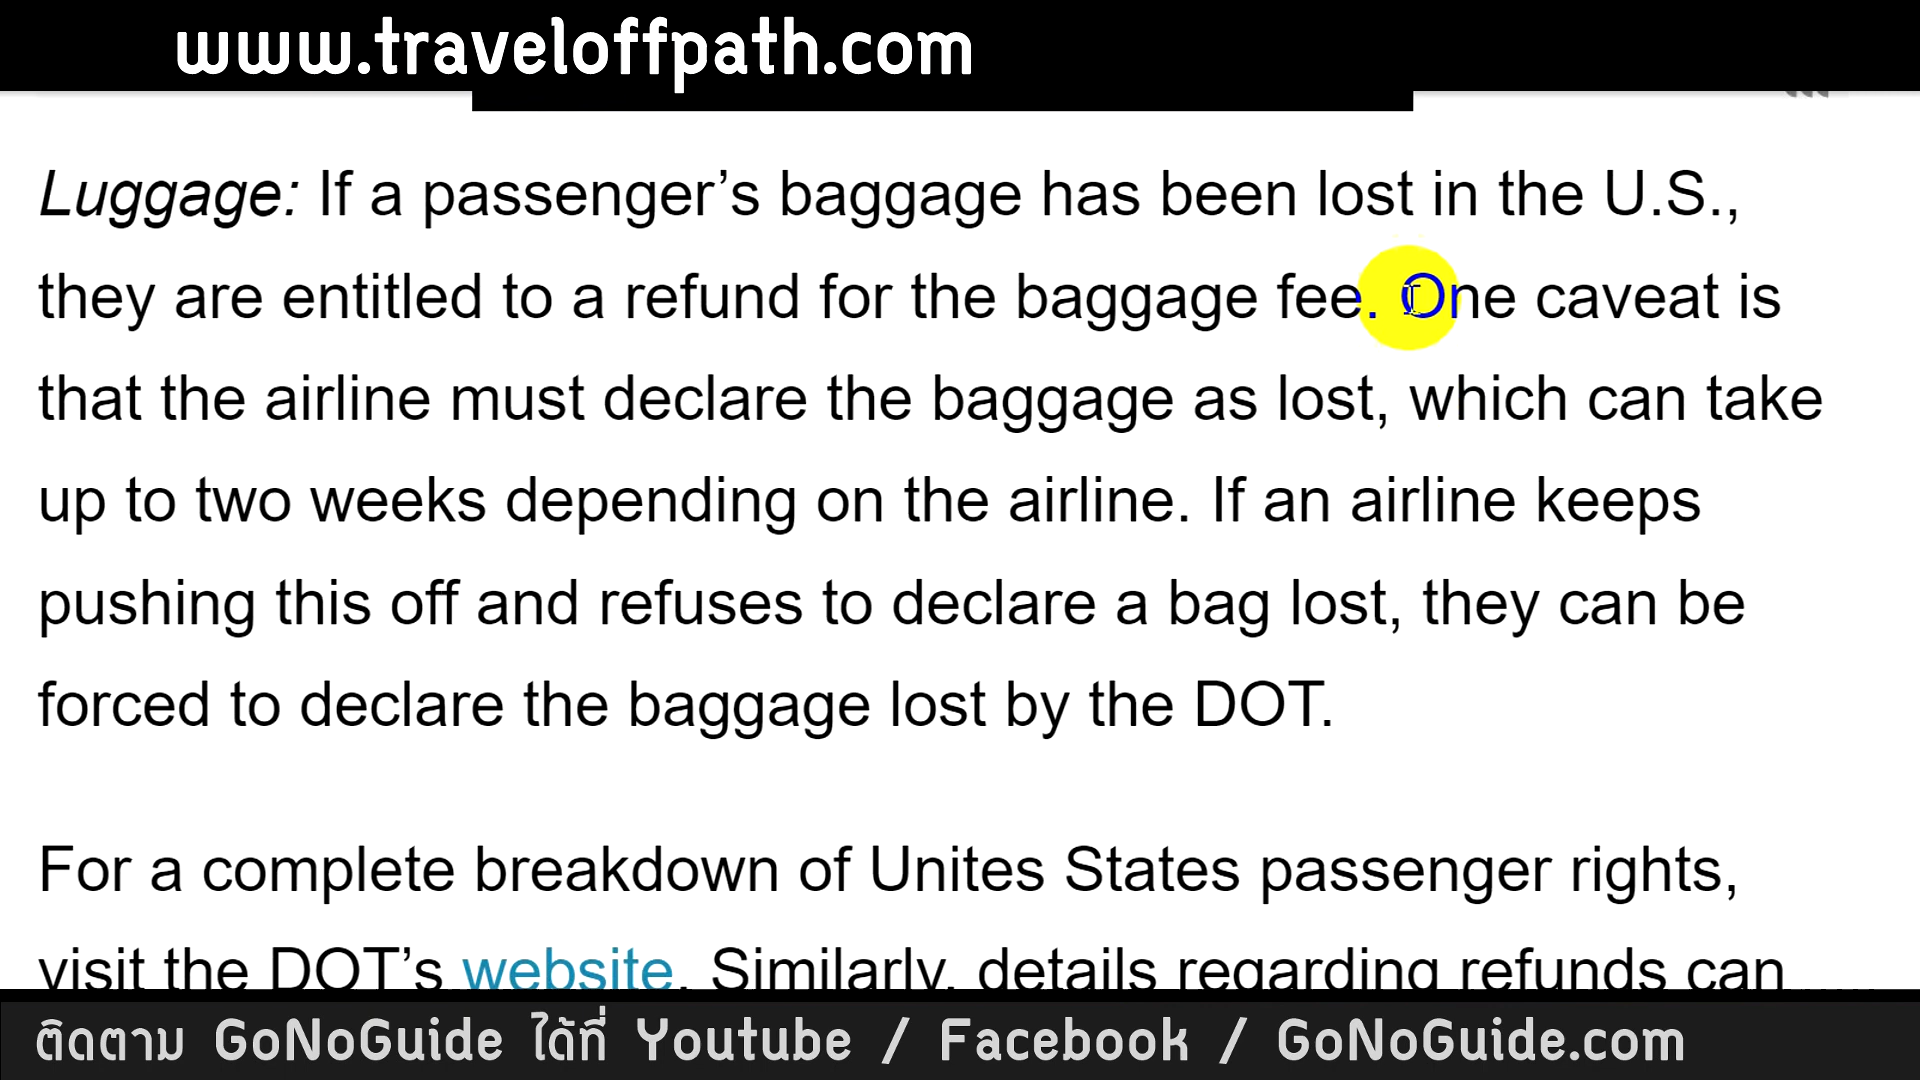 www.traveloffpath.com
Luggage: If a passenger’s baggage has been lost in the U.S.,
they are entitled to a refund for the baggage fee. One caveat is
that the airline must declare the baggage as lost, which can take
up to two weeks depending on the airline. If an airline keeps
pushing this off and refuses to declare a bag lost, they can be
forced to declare the baggage lost by the DOT.
For a complete breakdown of Unites States passenger rights,
visit the DOT’s website. Similarly, details regarding refunds can
ติดตาม GoNoGuide ได้ที่ Youtube / Facebook / GoNoGuide.com